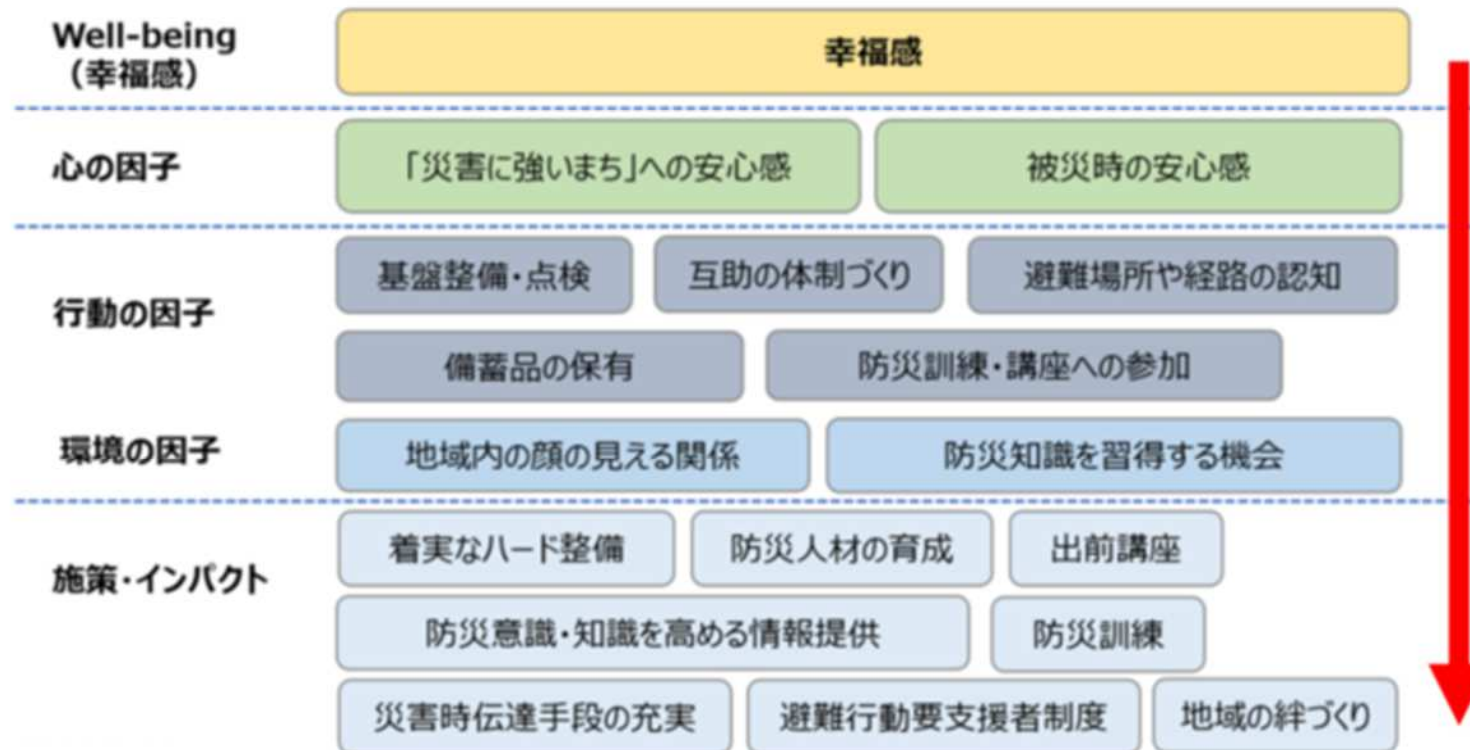 Well-being
（幸福感）
幸福感
心の因子
「災害に強いまち」への安心感
被災時の安心感
行動の因子
基盤整備・点検
互助の体制づくり
避難場所や経路の認知
備蓄品の保有
防災訓練・講座への参加
環境の因子
地域内の顔の見える関係
防災知識を習得する機会
施策・インパクト
着実なハード整備
防災人材の育成
出前講座
防災意識・知識を高める情報提供
防災訓練
災害時伝達手段の充実
避難行動要支援者制度
地域の絆づくり